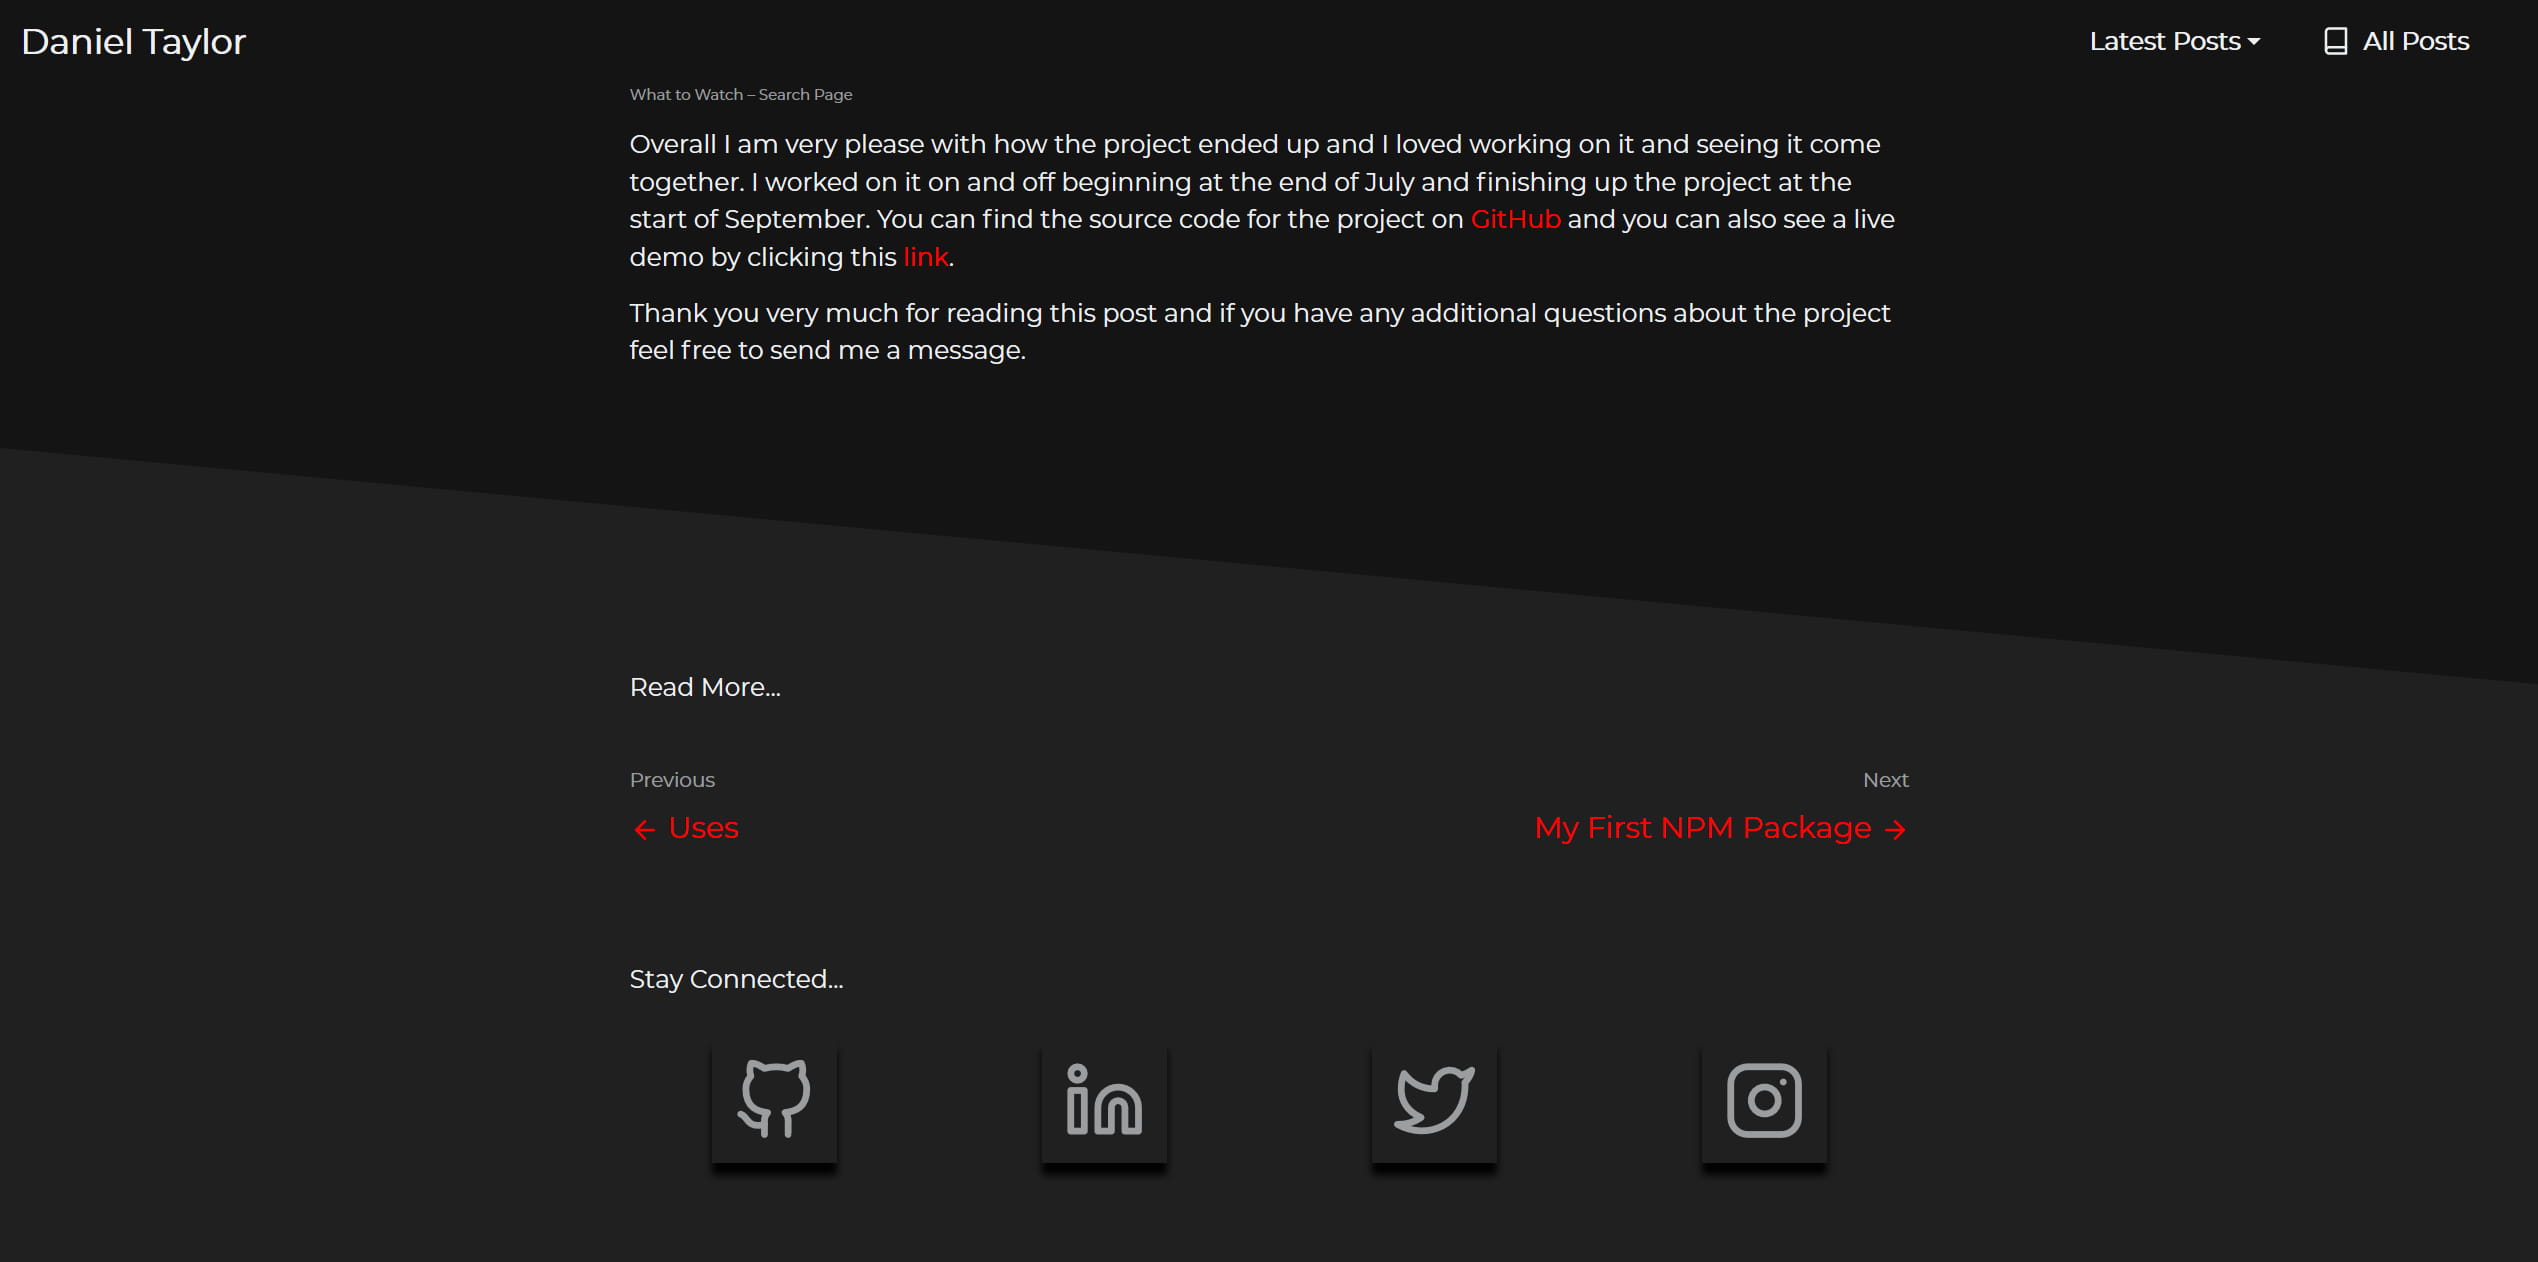 Daniel Taylor
Latest Posts
All Posts
What to Watch – Search Page
Overall I am very please with how the project ended up and I loved working on it and seeing it come
together. I worked on it on and off beginning at the end of July and finishing up the project at the
start of September. You can find the source code for the project on GitHub and you can also see a live
demo by clicking this link.
Thank you very much for reading this post and if you have any additional questions about the project
feel free to send me a message.
Read More...
Previous
Next
← Uses
My First NPM Package →
Stay Connected...